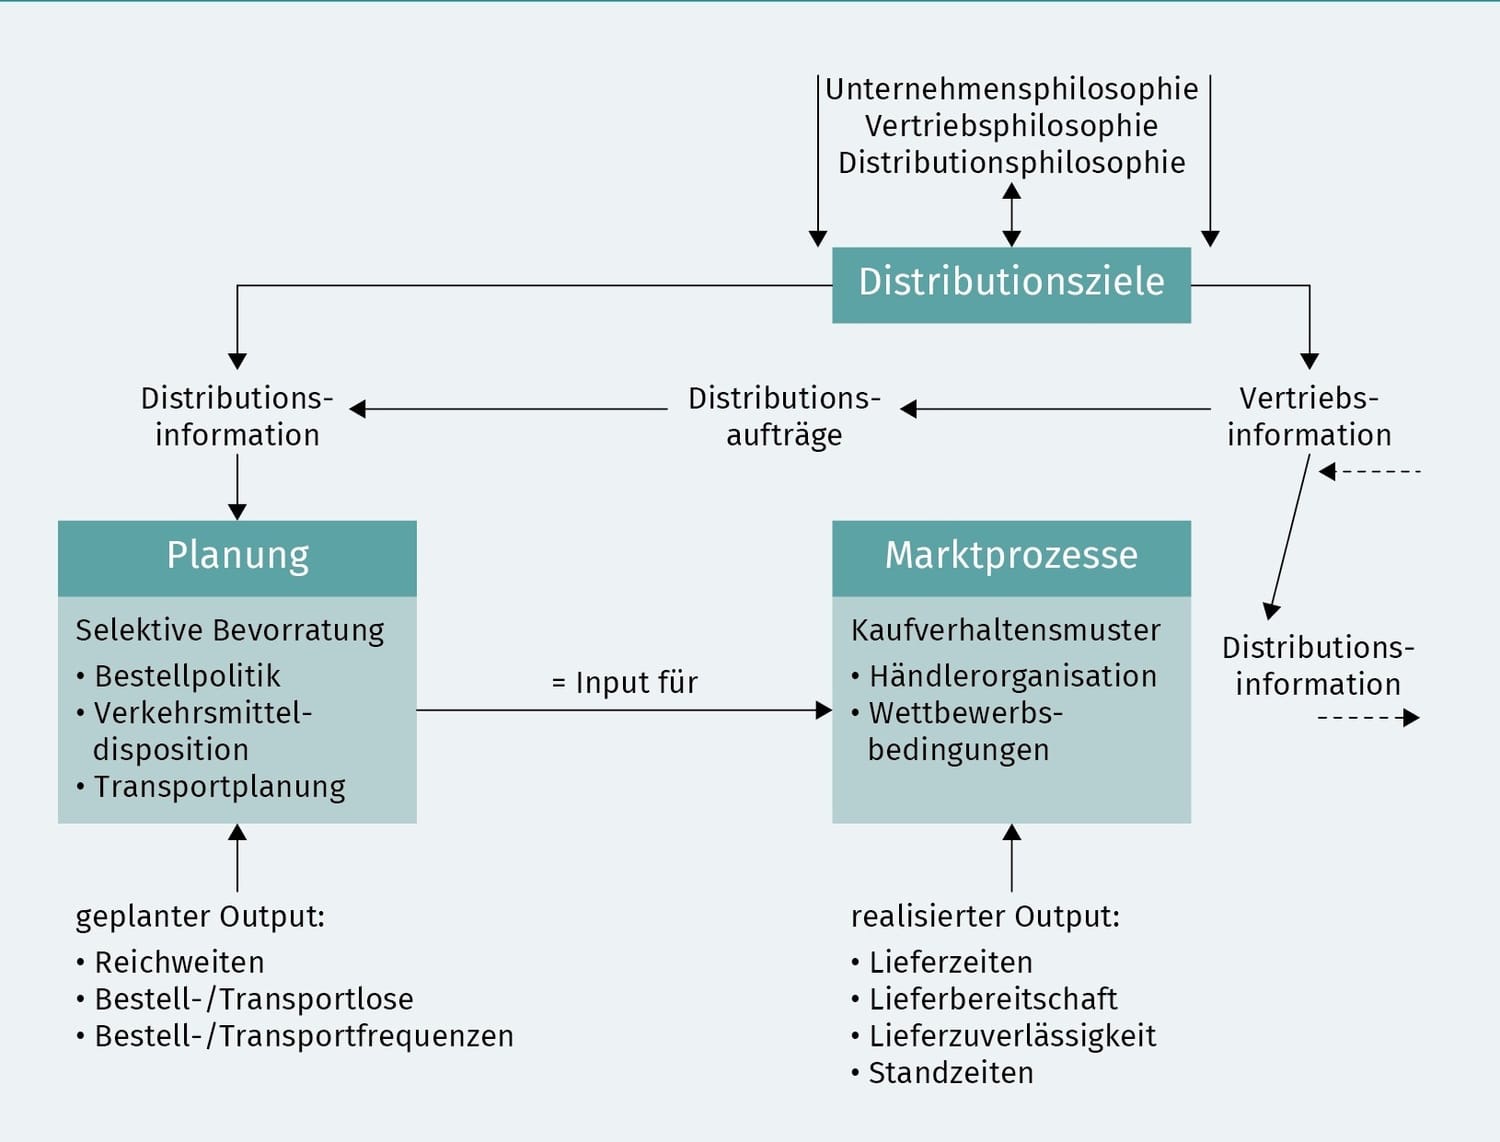 Unternehmensphilosophie
Vertriebsphilosophie
Distributionsphilosophie
Distributionsziele
Distributions-
information
Distributions-
aufträge
Vertriebs-
information
Planung
Selektive Bevorratung
• Bestellpolitik
• Verkehrsmittel-
disposition
• Transportplanung
= Input für
Marktprozesse
Kaufverhaltensmuster
• Händlerorganisation
• Wettbewerbs-
bedingungen
Distributions-
information
geplanter Output:
• Reichweiten
• Bestell-/Transportlose
• Bestell-/Transportfrequenzen
realisierter Output:
• Lieferzeiten
• Lieferbereitschaft
• Lieferzuverlässigkeit
• Standzeiten